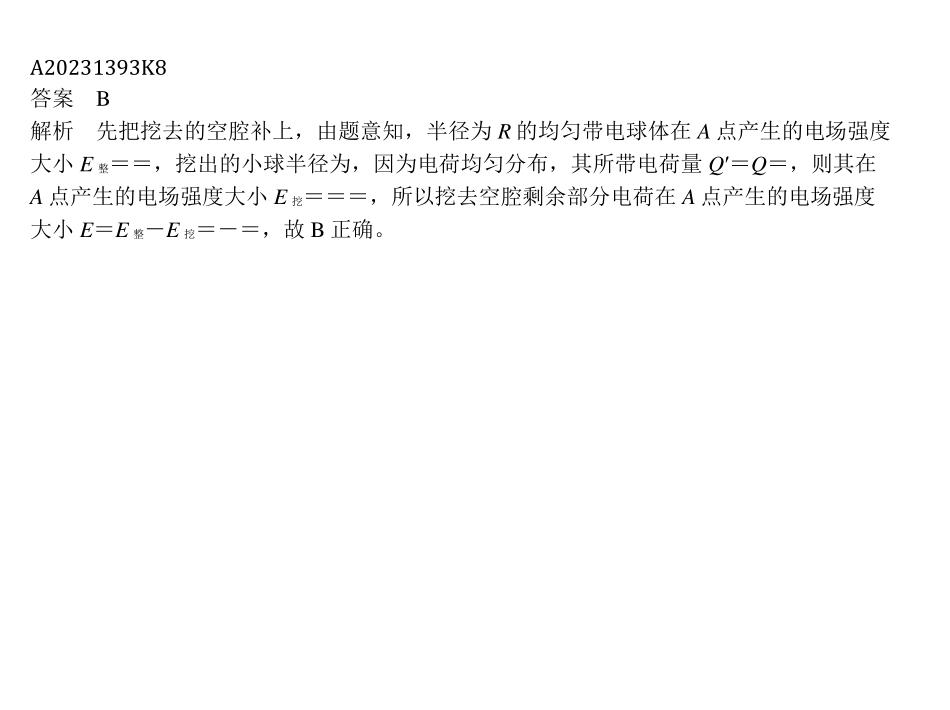 A20231393K8
答案　B
解析　先把挖去的空腔补上，由题意知，半径为 R 的均匀带电球体在 A 点产生的电场强度
大小 E 整＝＝，挖出的小球半径为，因为电荷均匀分布，其所带电荷量 Q′＝Q＝，则其在
A 点产生的电场强度大小 E 挖＝＝＝，所以挖去空腔剩余部分电荷在 A 点产生的电场强度
大小 E＝E 整－E 挖＝－＝，故 B 正确。